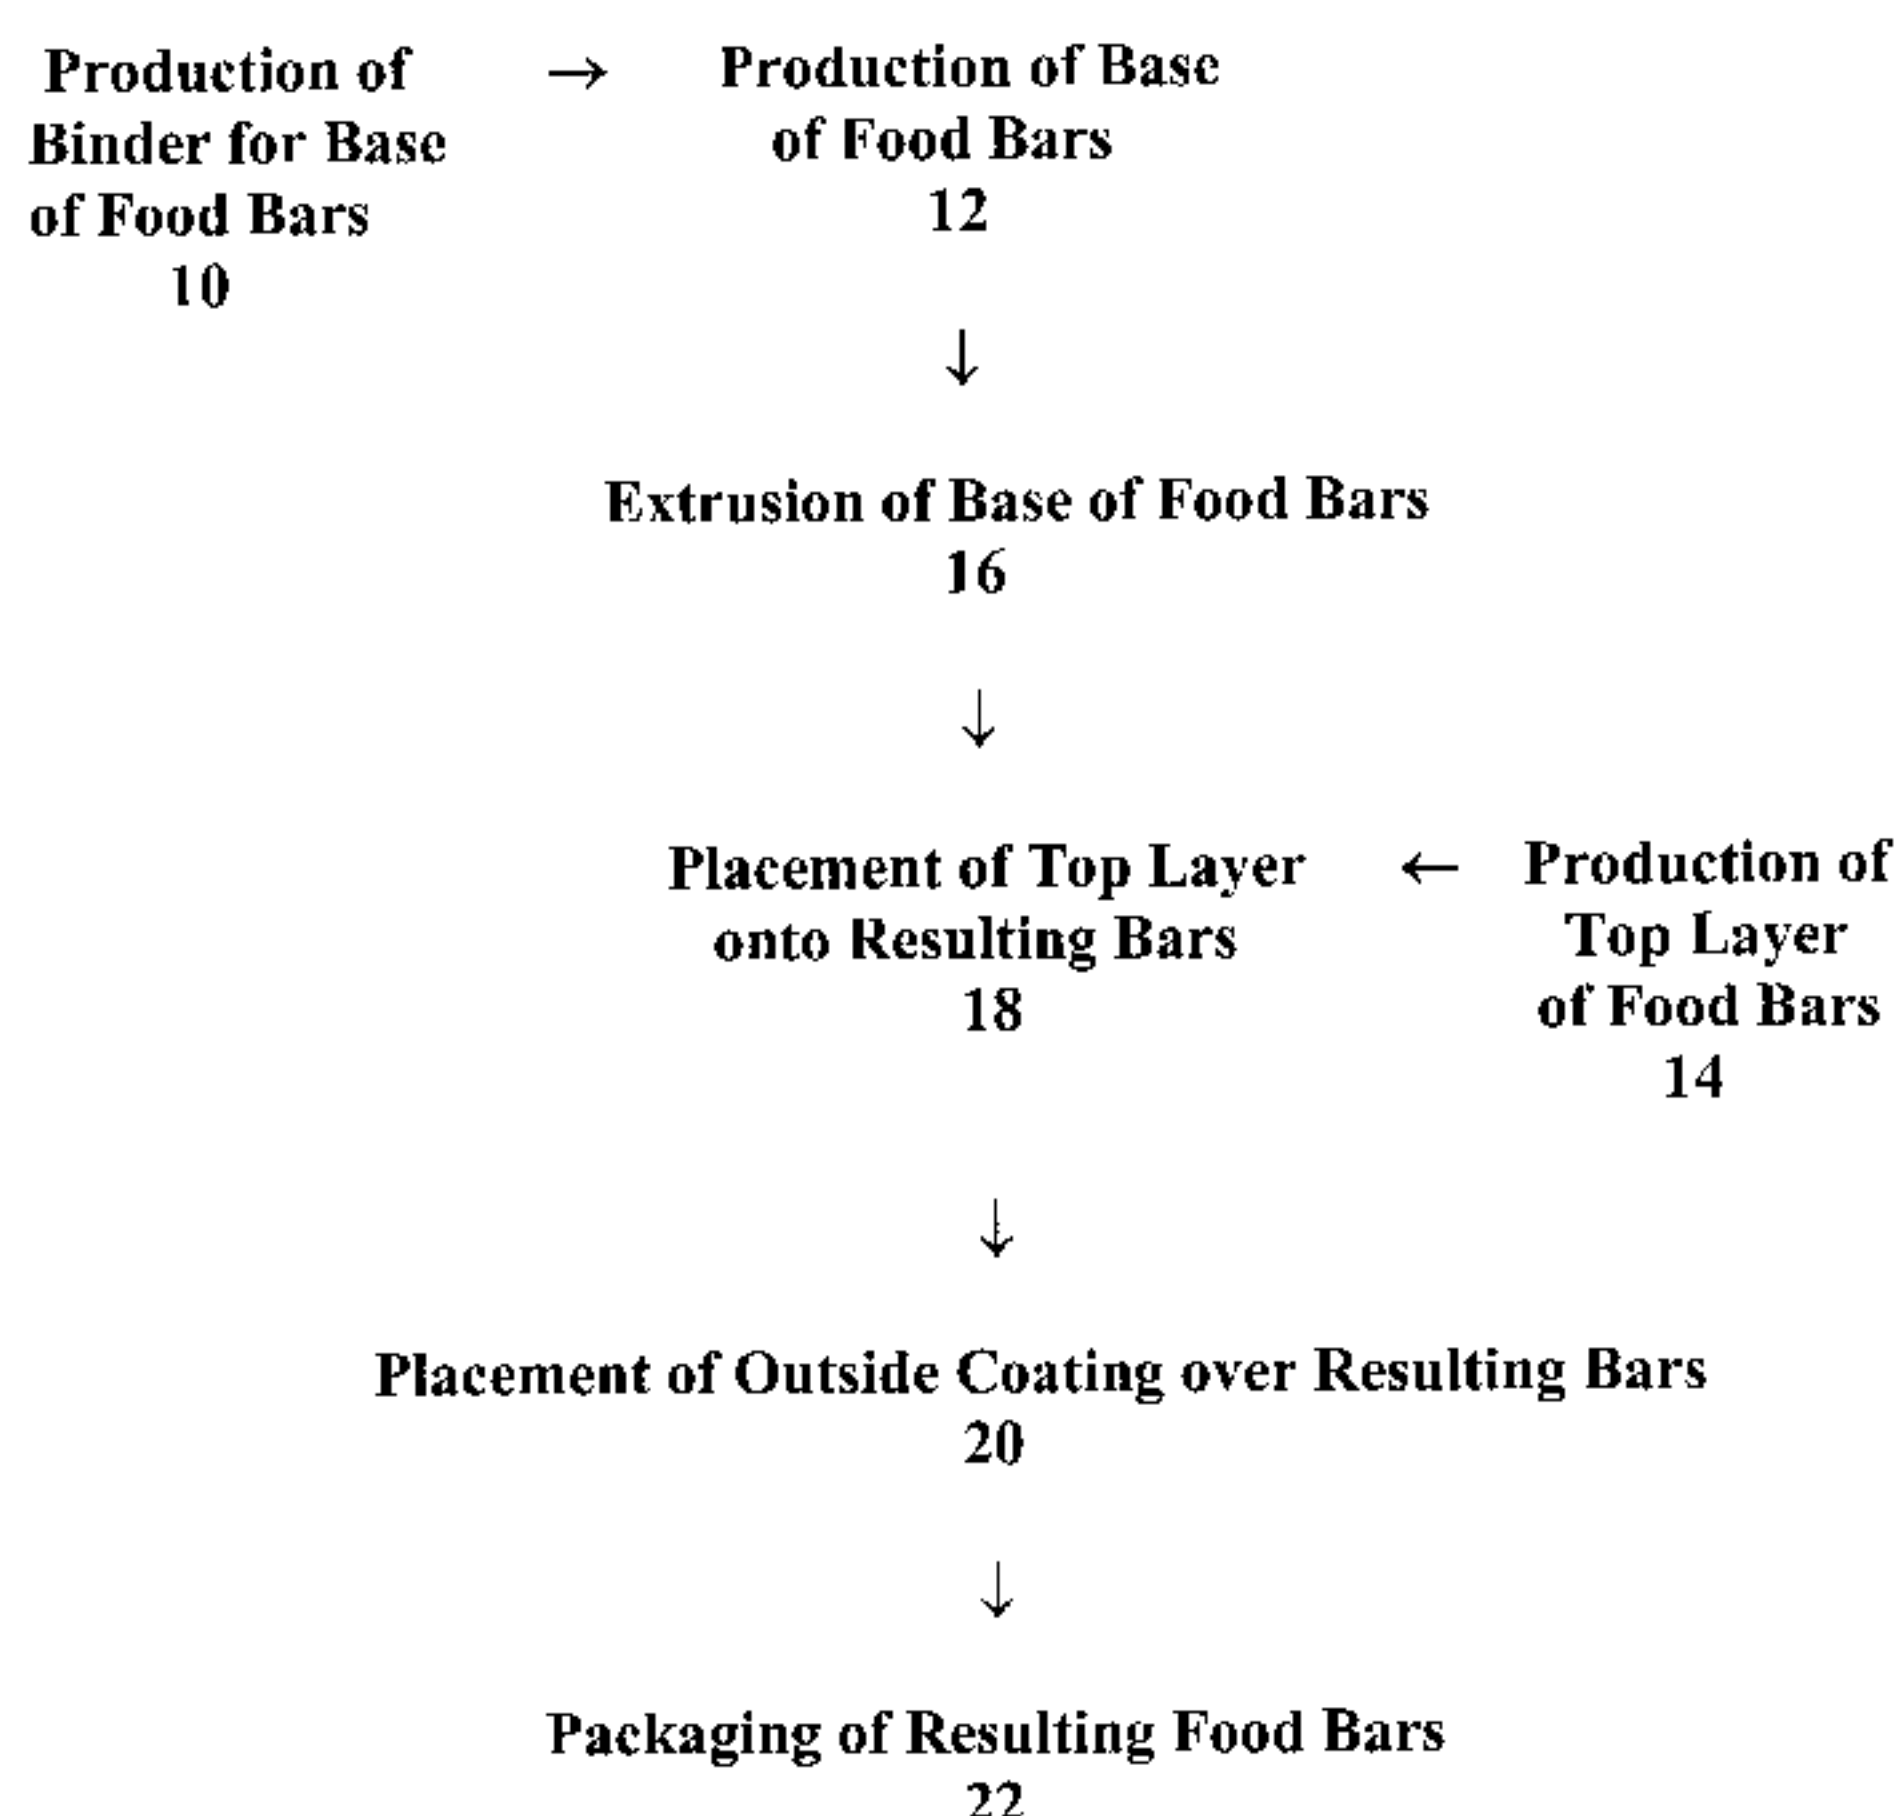 Production of
Binder for Base
of Food Bars
10
→
Production of Base
of Food Bars
12
↓
Extrusion of Base of Food Bars
16
↓
Placement of Top Layer
onto Resulting Bars
18
←
Production of
Top Layer
of Food Bars
14
↓
Placement of Outside Coating over Resulting Bars
20
↓
Packaging of Resulting Food Bars
22